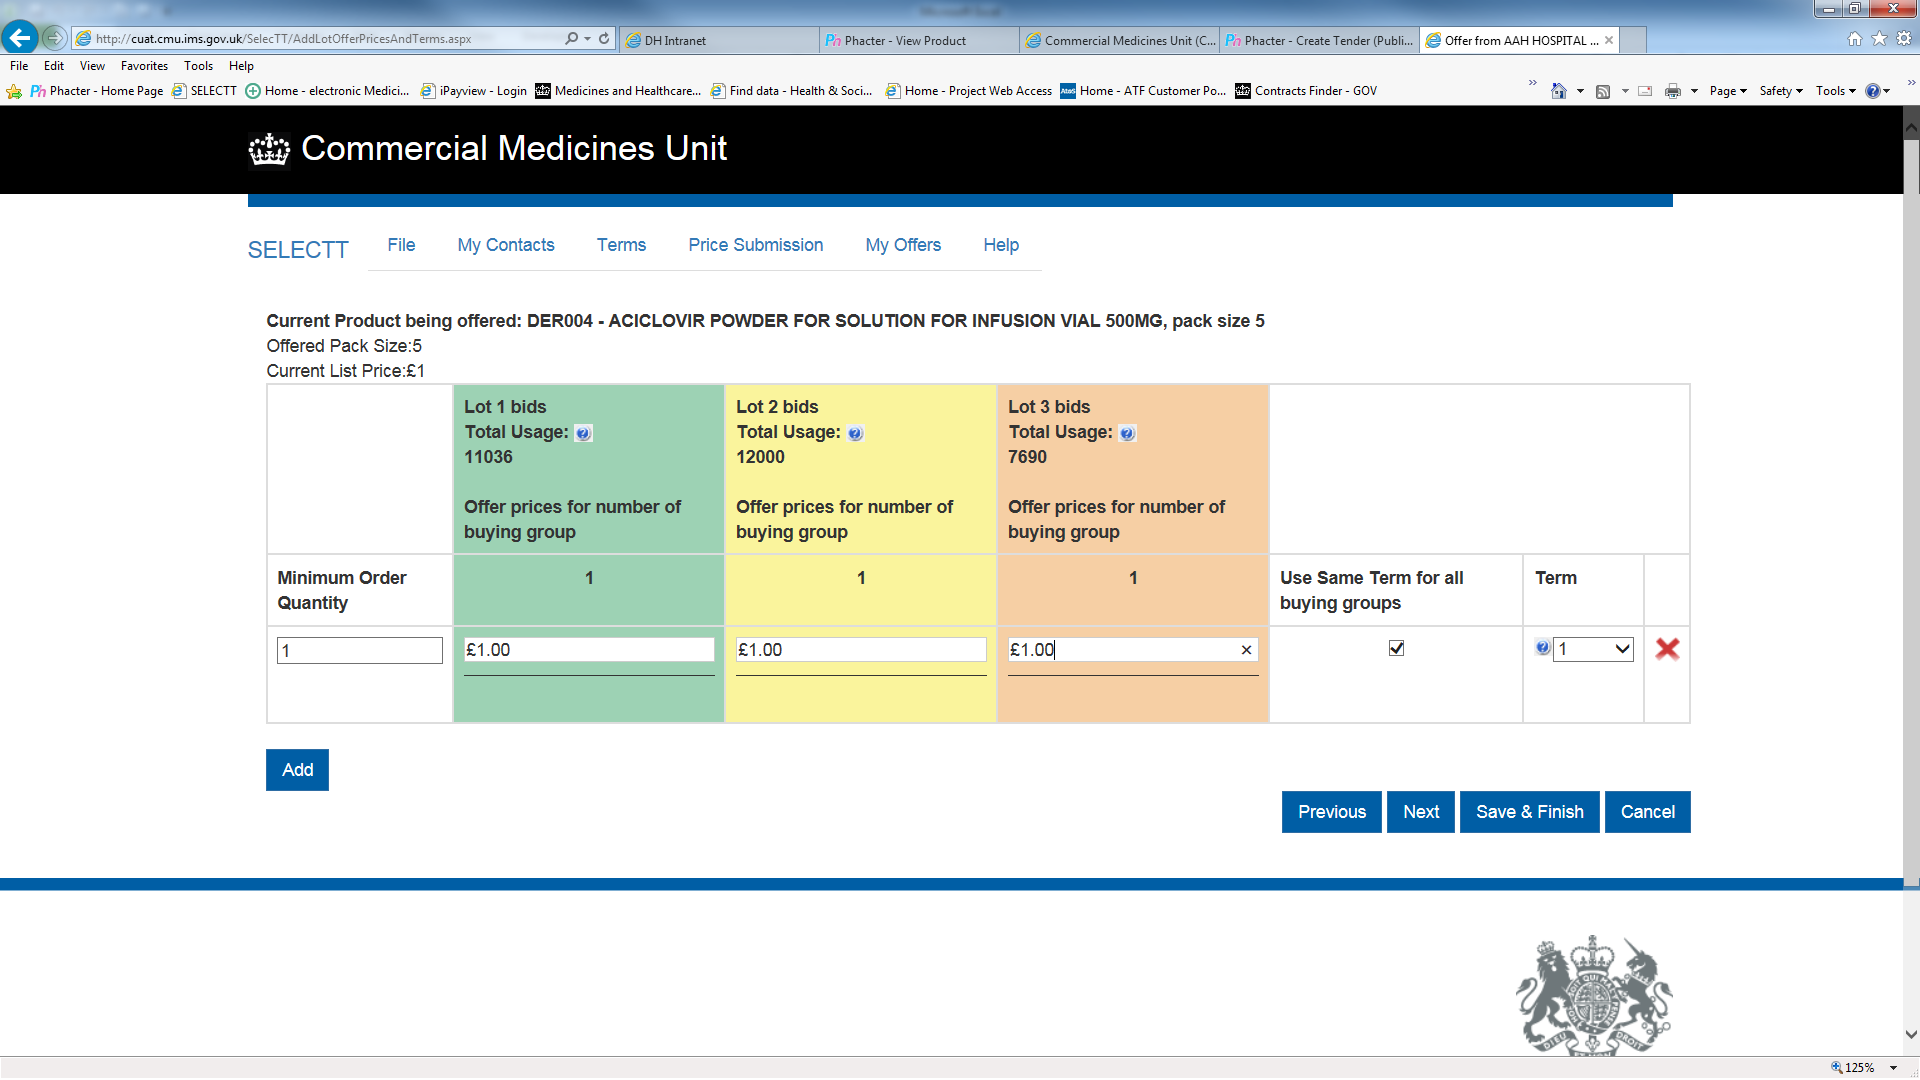 http://cuat.cmu.ims.gov.uk/SelecTT/AddLotOfferPricesAndTerms.aspx
DH Intranet
Phacter - View Product
Commercial Medicines Unit (C...
Phacter - Create Tender (Publi...
Offer from AAH HOSPITAL ...
File Edit View Favorites Tools Help
Phacter - Home Page SELECTT Home - electronic Medici... iPayview - Login Medicines and Healthcare... Find data - Health & Soci... Home - Project Web Access Atos Home - ATF Customer Po... Contracts Finder - GOV Page Safety Tools
Commercial Medicines Unit
SELECTT File My Contacts Terms Price Submission My Offers Help
Current Product being offered: DER004 - ACICLOVIR POWDER FOR SOLUTION FOR INFUSION VIAL 500MG, pack size 5
Offered Pack Size:5
Current List Price:£1
Lot 1 bids
Total Usage:
11036
Offer prices for number of
buying group
Lot 2 bids
Total Usage:
12000
Offer prices for number of
buying group
Lot 3 bids
Total Usage:
7690
Offer prices for number of
buying group
Minimum Order
Quantity
1
1
1
Use Same Term for all
buying groups
Term
1
£1.00
£1.00
£1.00
1
Add
Previous Next Save & Finish Cancel
DIEU DROIT
125%